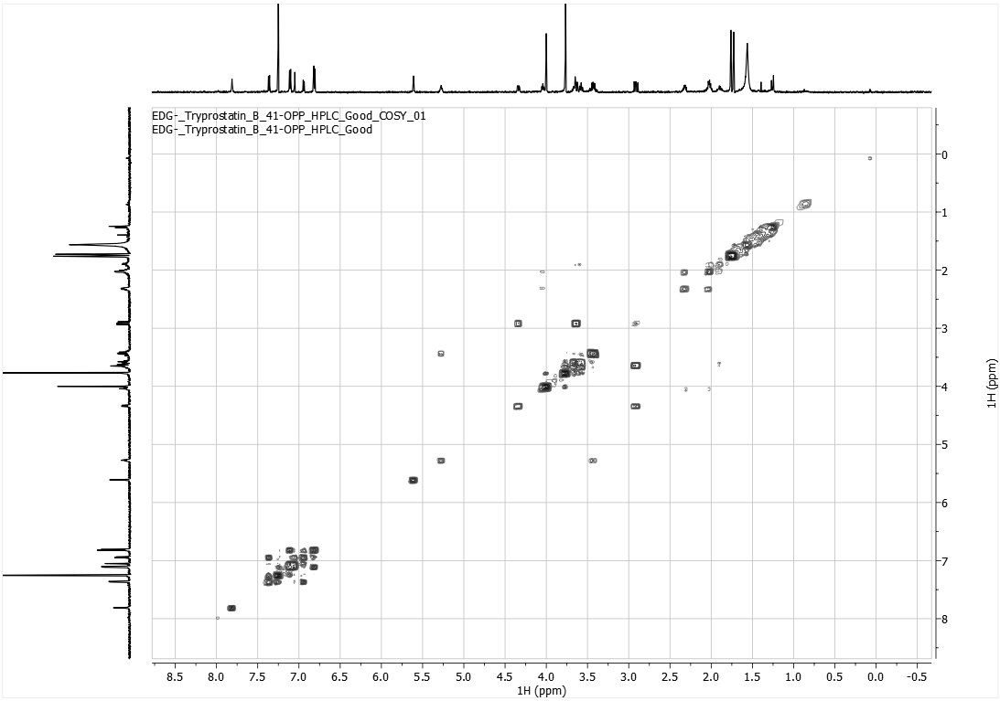 EDG-_Tryprostatin_B_41-OPP_HPLC_Good_COSY_01
EDG-_Tryprostatin_B_41-OPP_HPLC_Good
0
1
2
3
4
5
6
7
8
1H (ppm)
8.5 8.0 7.5 7.0 6.5 6.0 5.5 5.0 4.5 4.0 3.5 3.0 2.5 2.0 1.5 1.0 0.5 0.0 -0.5
1H (ppm)